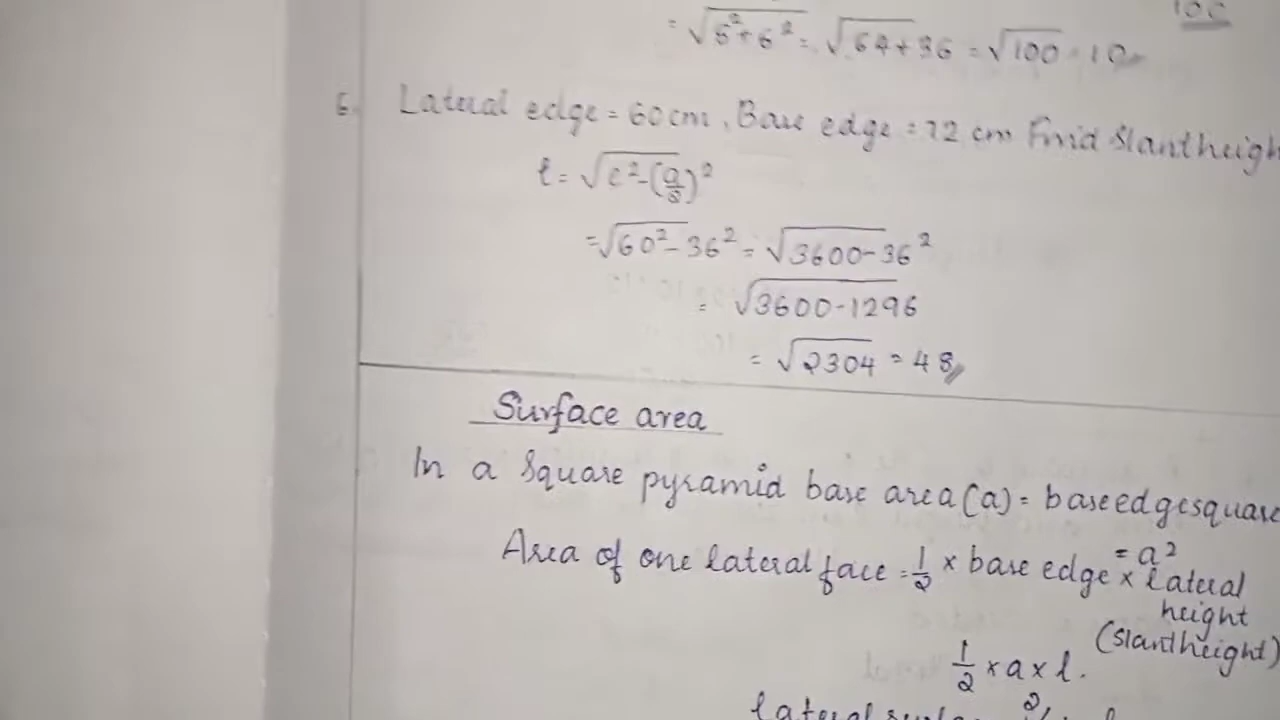 100
= √5²+6² = √64+36 = √100 = 10
6. Lateral edge = 60cm, Base edge = 72 cm Find Slantheigh
l = √e²-(a/2)²
= √60²-36² = √3600-36²
= √3600-1296
= √2304 = 48
Surface area
In a Square pyramid base area(a) = baseedgesquare
= a²
Area of one lateral face = 1/2 × base edge × lateral
height
(slantheight)
1/2 × a × l.
lateral